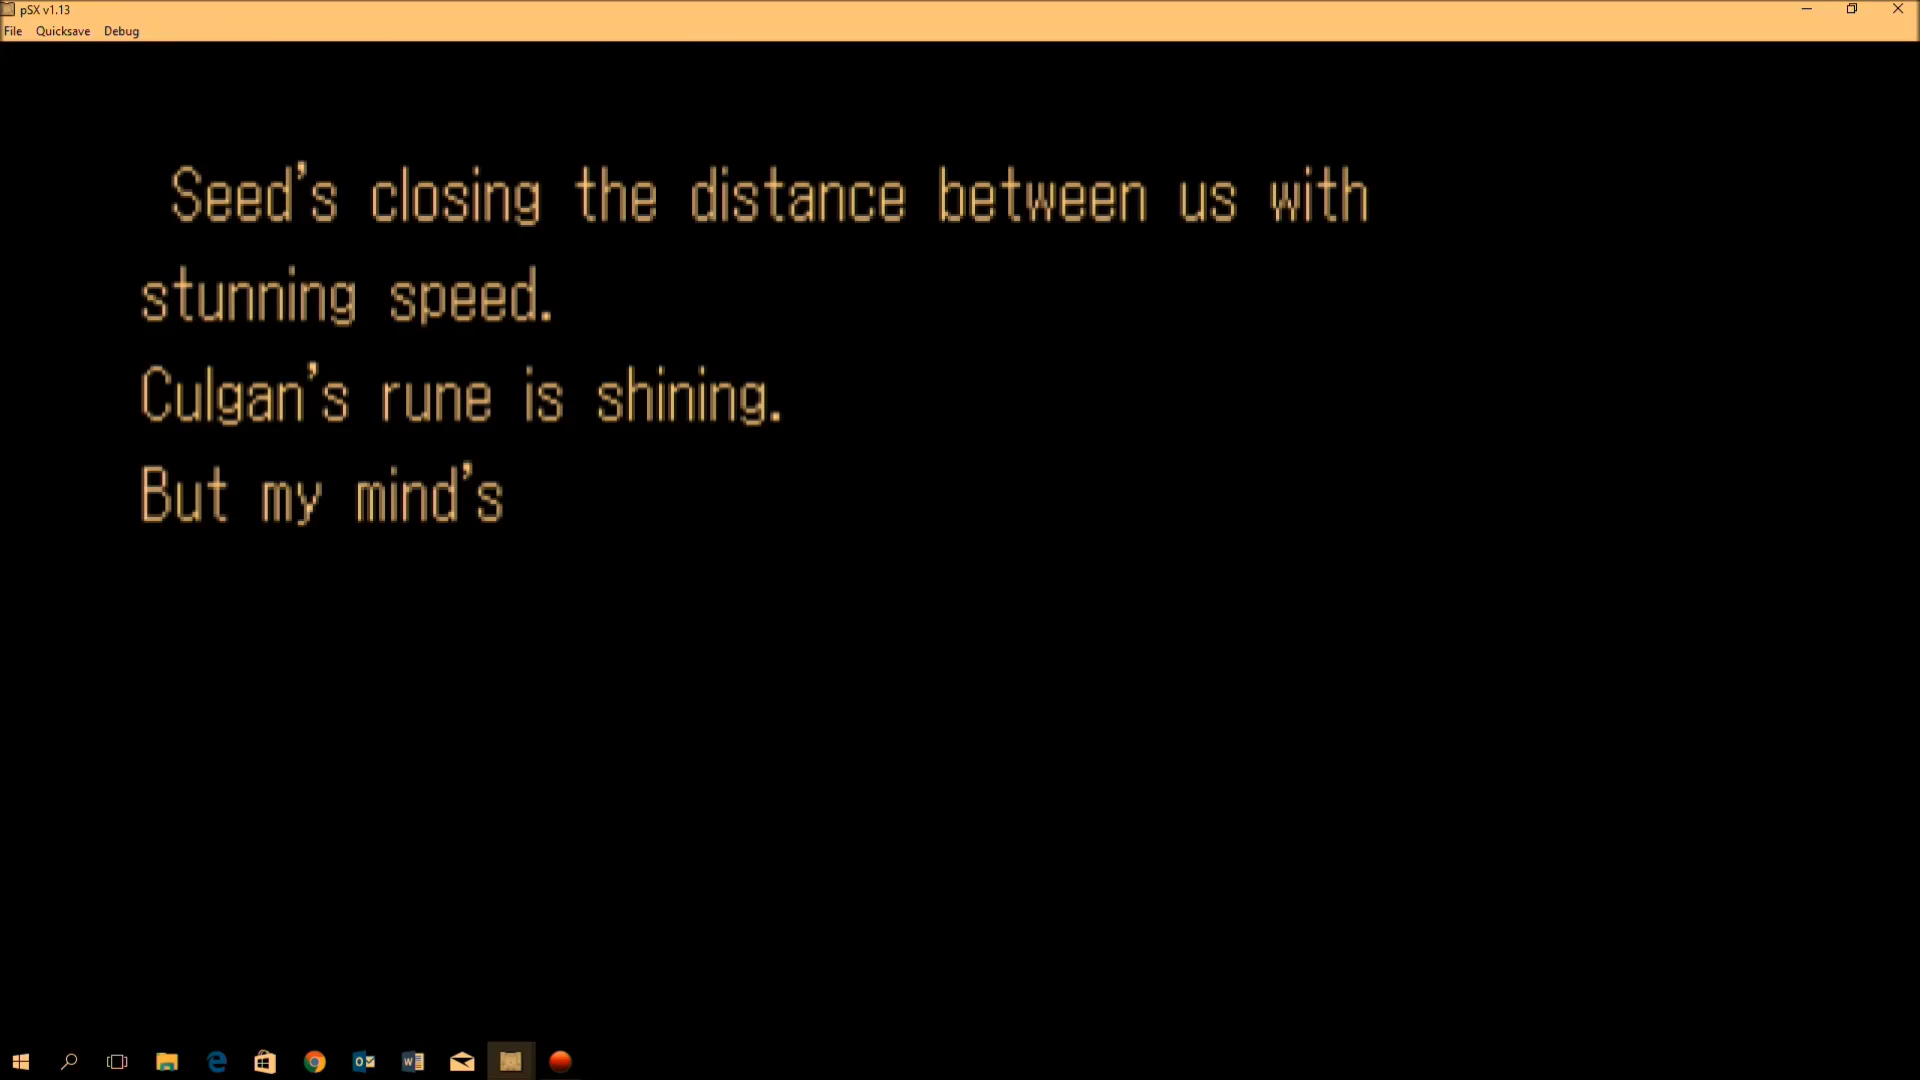 pSX v1.13
File Quicksave Debug
Seed's closing the distance between us with
stunning speed.
Culgan's rune is shining.
But my mind's